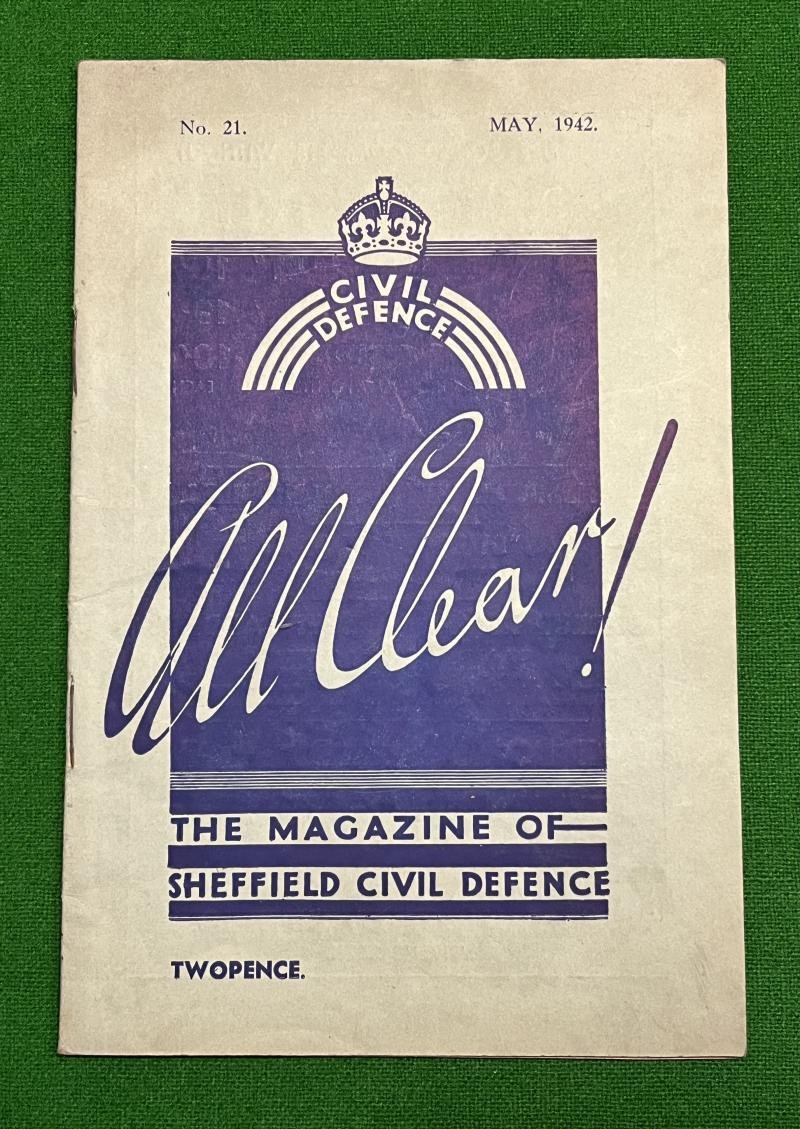 No. 21.
MAY, 1942.
CIVIL
DEFENCE
All Clear!
THE MAGAZINE OF
SHEFFIELD CIVIL DEFENCE
TWOPENCE.